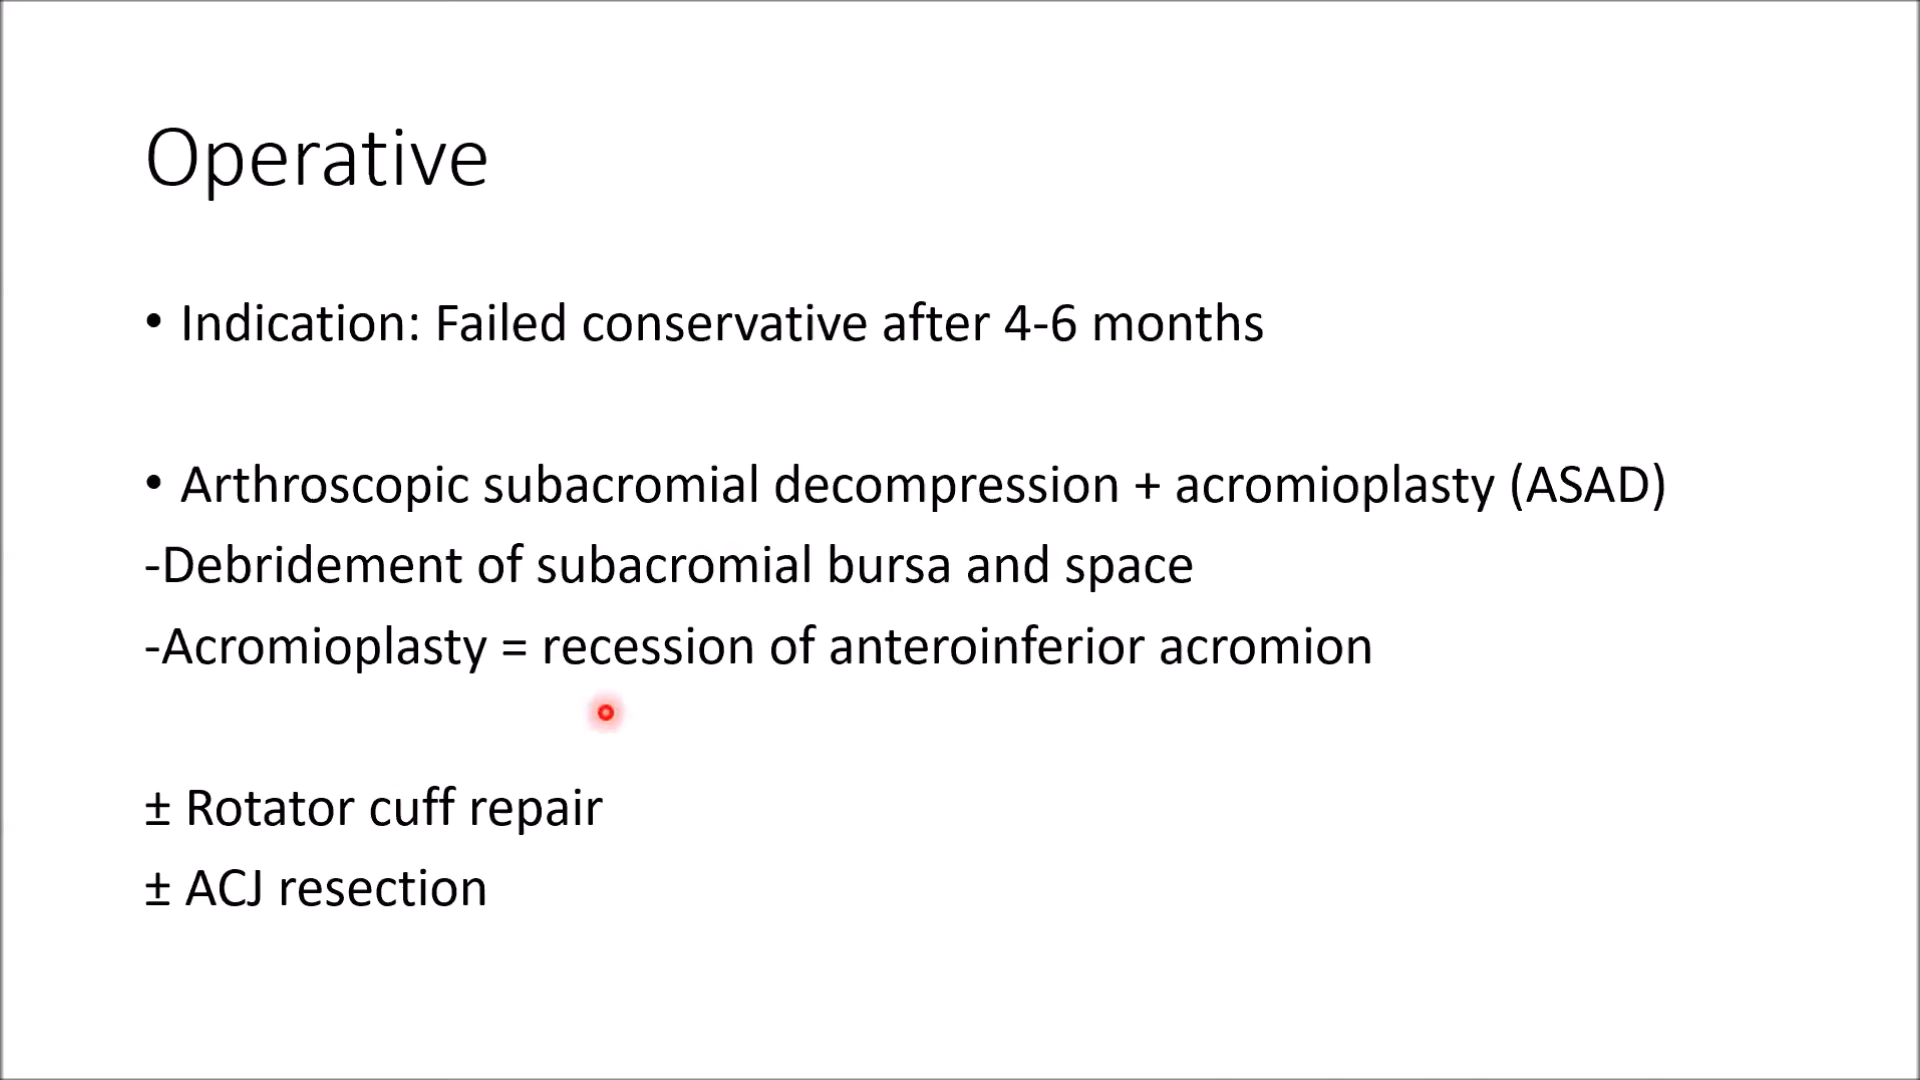 Operative
• Indication: Failed conservative after 4-6 months
• Arthroscopic subacromial decompression + acromioplasty (ASAD)
-Debridement of subacromial bursa and space
-Acromioplasty = recession of anteroinferior acromion
± Rotator cuff repair
± ACJ resection